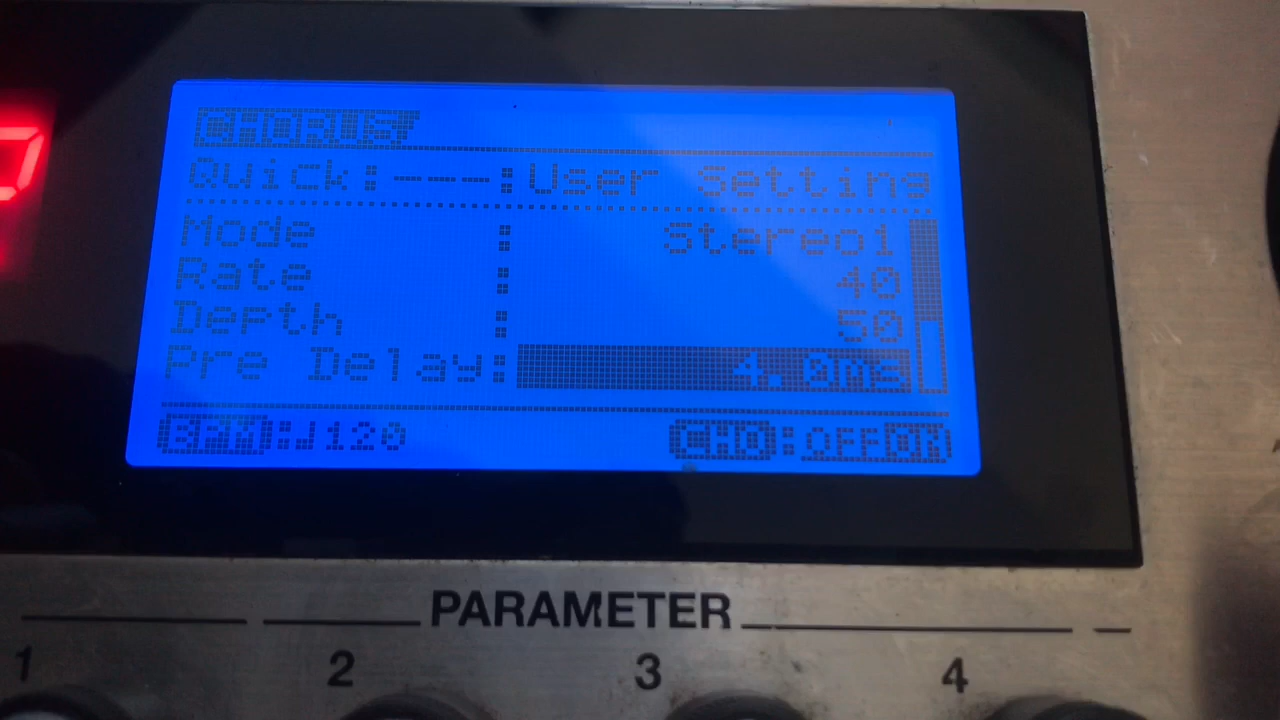 CHORUS
Quick:---:User Setting
Mode : Stereo1
Rate : 40
Depth : 50
Pre Delay: 4.0ms
BPM:♩120 CHO:OFF ON
PARAMETER
1 2 3 4